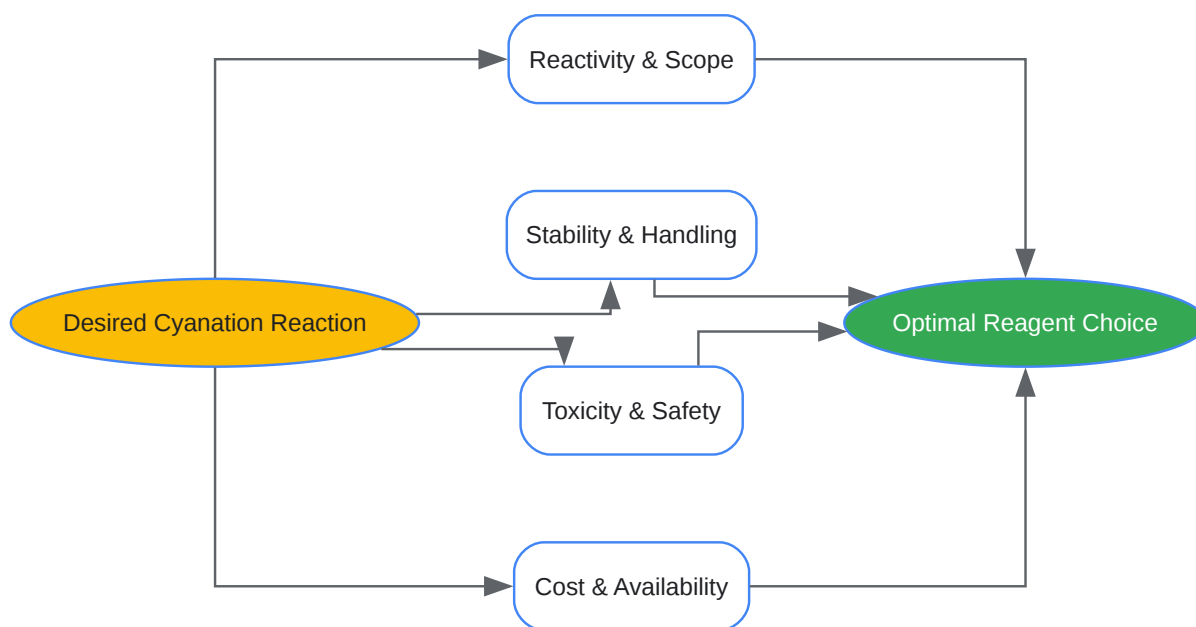 Reactivity & Scope
Stability & Handling
Desired Cyanation Reaction
Optimal Reagent Choice
Toxicity & Safety
Cost & Availability